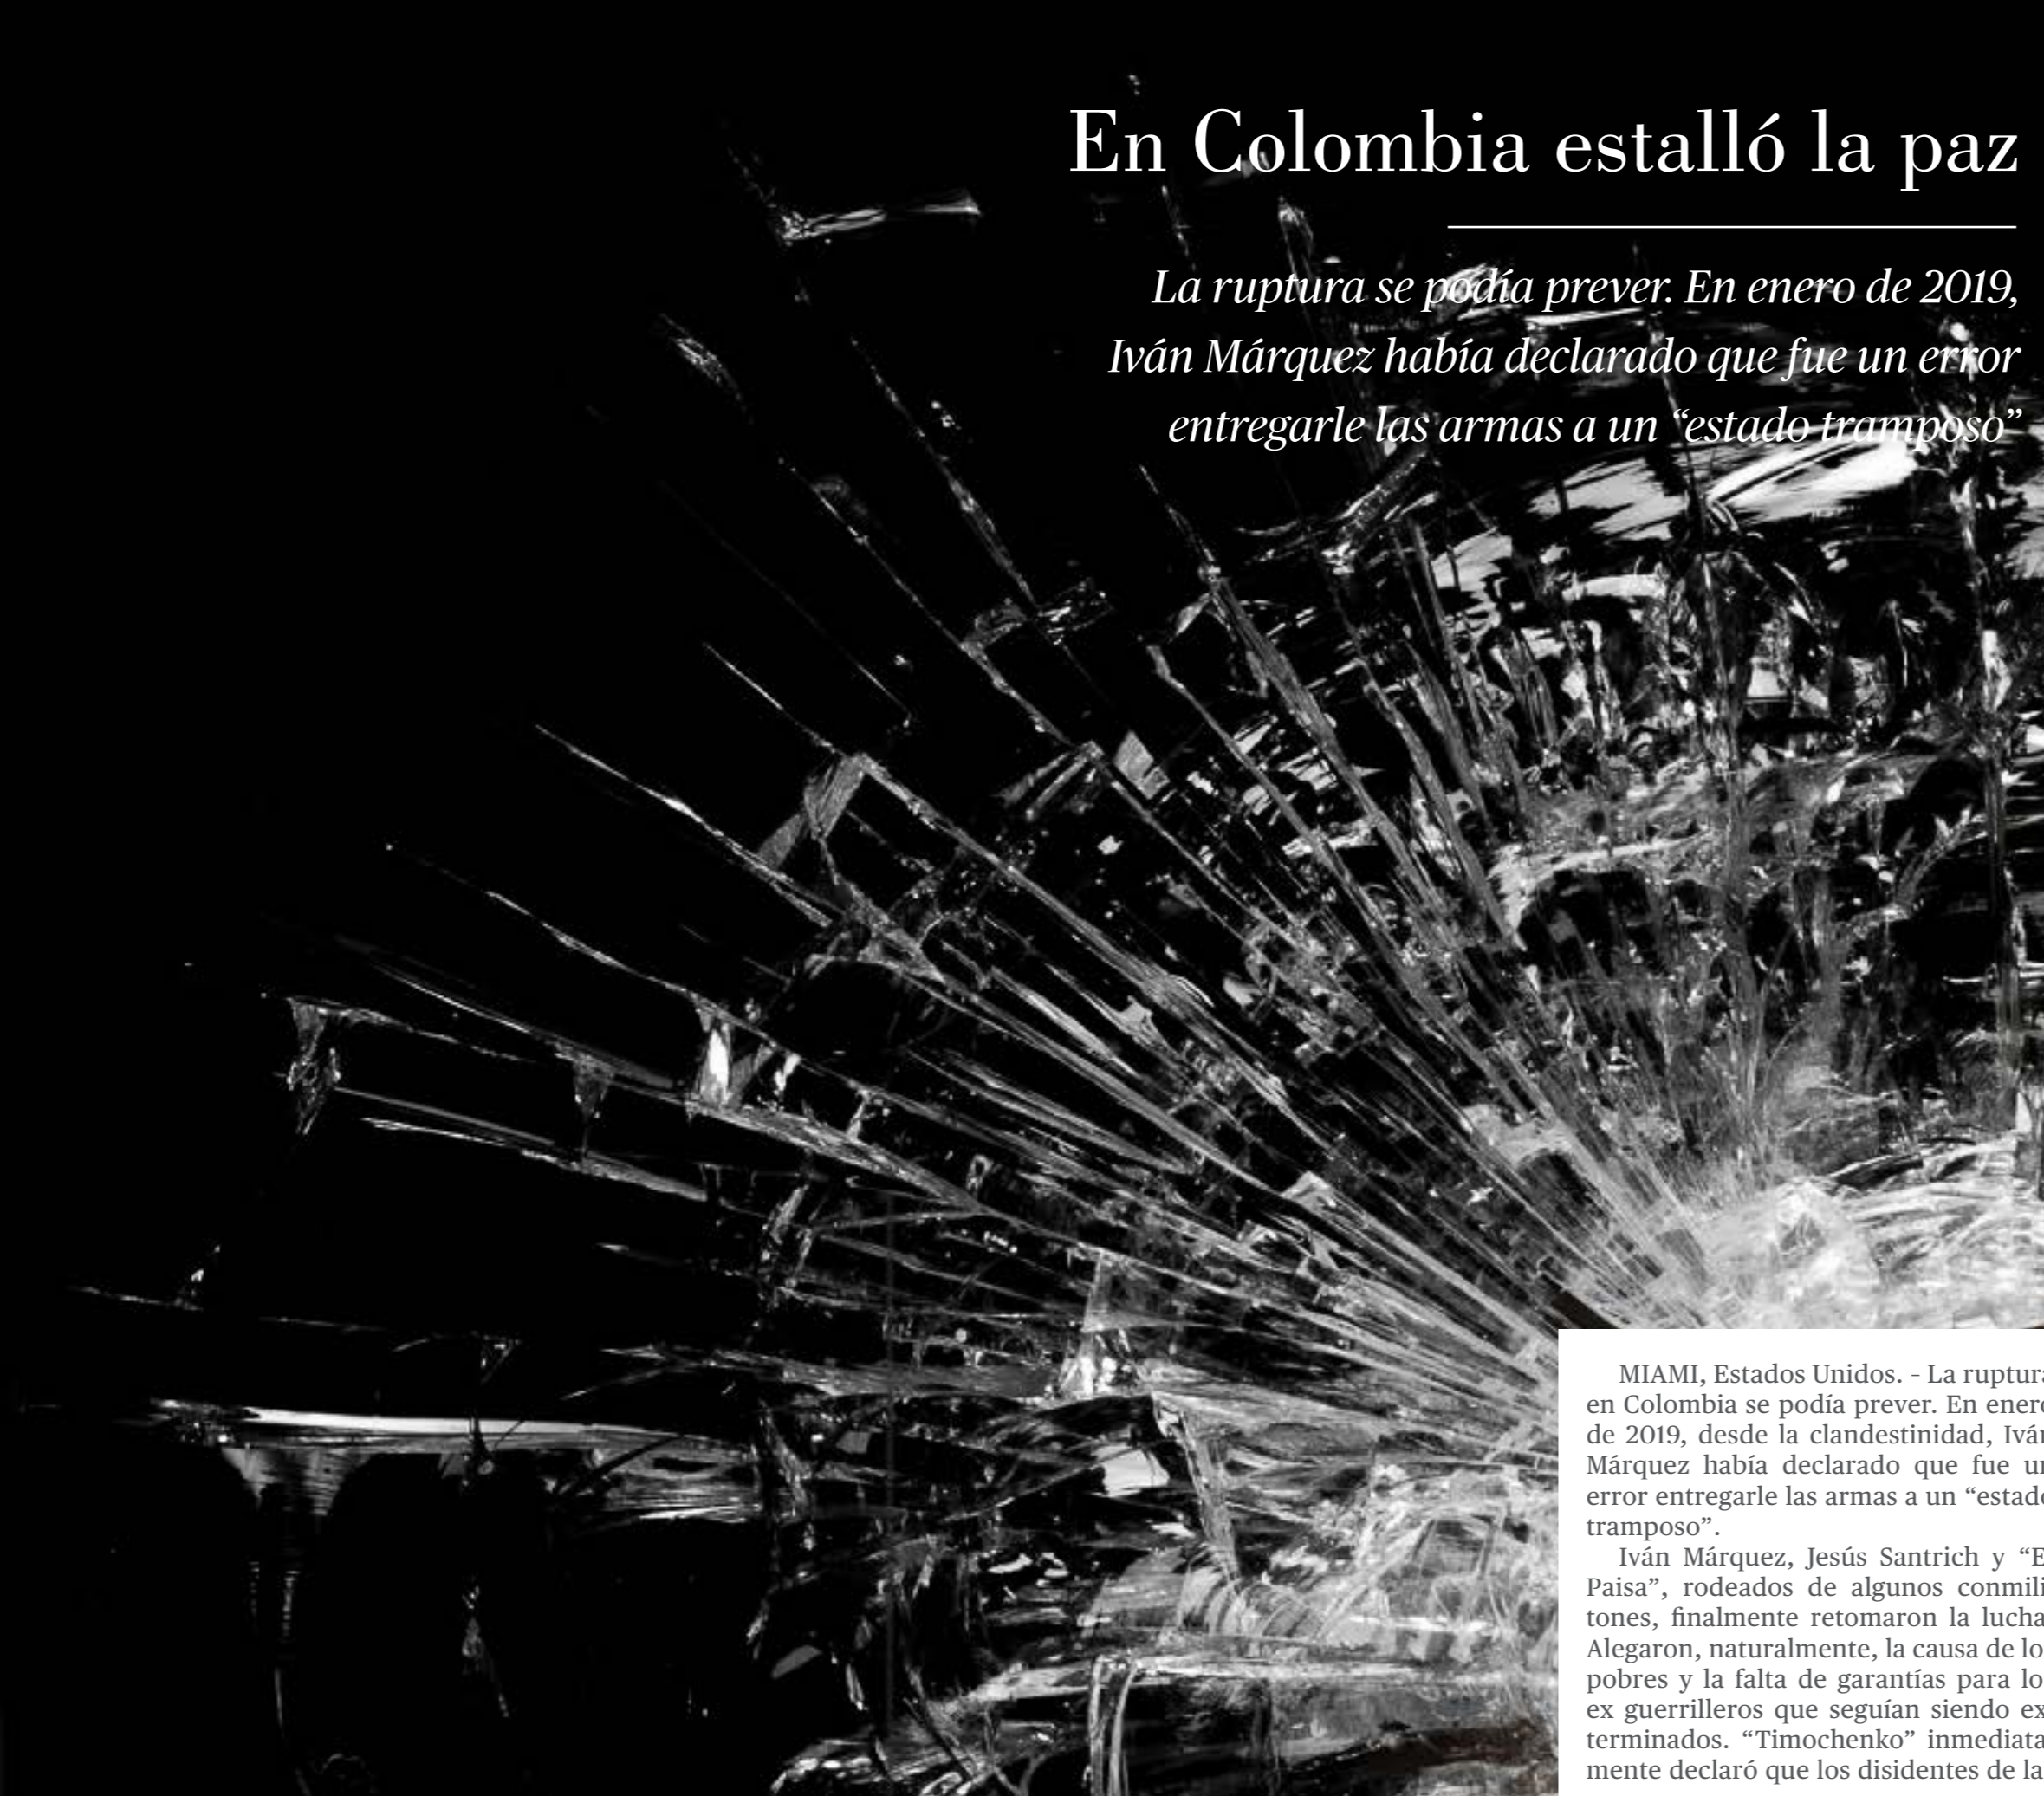 En Colombia estalló la paz
La ruptura se podía prever. En enero de 2019,
Iván Márquez había declarado que fue un error
entregarle las armas a un “estado tramposo”
MIAMI, Estados Unidos. - La ruptura
en Colombia se podía prever. En enero
de 2019, desde la clandestinidad, Iván
Márquez había declarado que fue un
error entregarle las armas a un “estado
tramposo”.
Iván Márquez, Jesús Santrich y “E
Paisa”, rodeados de algunos conmili
tones, finalmente retomaron la lucha
Alegaron, naturalmente, la causa de lo
pobres y la falta de garantías para lo
ex guerrilleros que seguían siendo ex
terminados. “Timochenko” inmediata
mente declaró que los disidentes de la